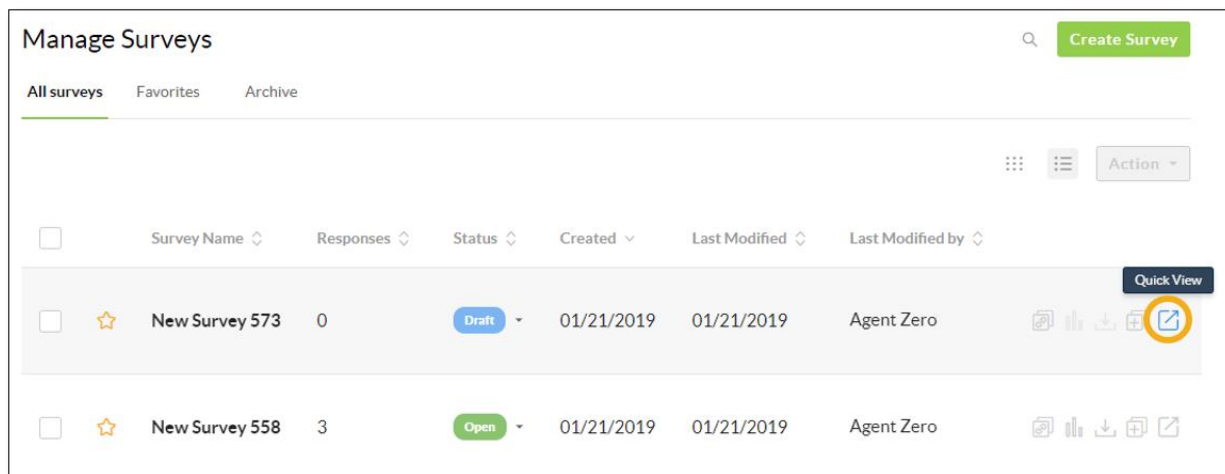 Manage Surveys
Create Survey
All surveys Favorites Archive
Action
Survey Name Responses Status Created Last Modified Last Modified by
Quick View
New Survey 573 0 Draft 01/21/2019 01/21/2019 Agent Zero
New Survey 558 3 Open 01/21/2019 01/21/2019 Agent Zero